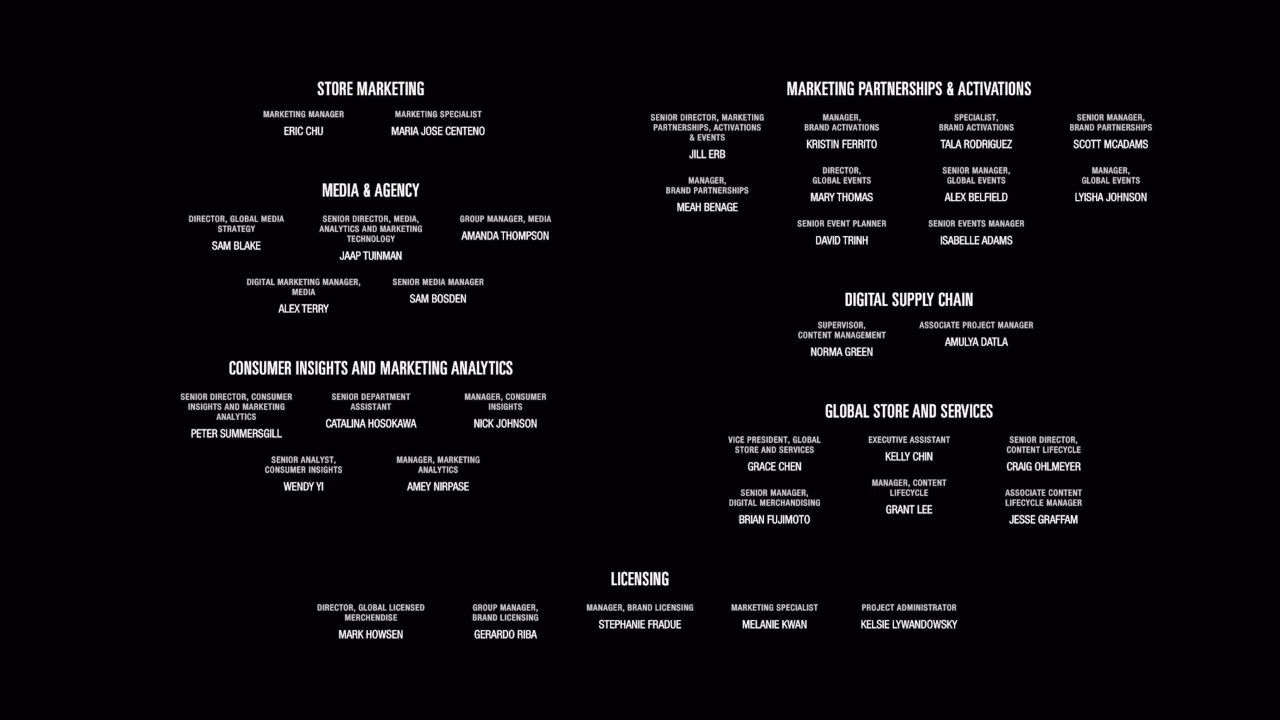 STORE MARKETING
MARKETING MANAGER
ERIC CHU
MARKETING SPECIALIST
MARIA JOSE CENTENO
MEDIA & AGENCY
DIRECTOR, GLOBAL MEDIA
STRATEGY
SAM BLAKE
SENIOR DIRECTOR, MEDIA,
ANALYTICS AND MARKETING
TECHNOLOGY
JAAP TUINMAN
GROUP MANAGER, MEDIA
AMANDA THOMPSON
DIGITAL MARKETING MANAGER,
MEDIA
ALEX TERRY
SENIOR MEDIA MANAGER
SAM BOSDEN
CONSUMER INSIGHTS AND MARKETING ANALYTICS
SENIOR DIRECTOR, CONSUMER
INSIGHTS AND MARKETING
ANALYTICS
PETER SUMMERSGILL
SENIOR DEPARTMENT
ASSISTANT
CATALINA HOSOKAWA
MANAGER, CONSUMER
INSIGHTS
NICK JOHNSON
SENIOR ANALYST,
CONSUMER INSIGHTS
WENDY YI
MANAGER, MARKETING
ANALYTICS
AMEY NIRPASE
MARKETING PARTNERSHIPS & ACTIVATIONS
SENIOR DIRECTOR, MARKETING
PARTNERSHIPS, ACTIVATIONS
& EVENTS
JILL ERB
MANAGER,
BRAND ACTIVATIONS
KRISTIN FERRITO
SPECIALIST,
BRAND ACTIVATIONS
TALA RODRIGUEZ
SENIOR MANAGER,
BRAND PARTNERSHIPS
SCOTT MCADAMS
MANAGER,
BRAND PARTNERSHIPS
MEAH BENAGE
DIRECTOR,
GLOBAL EVENTS
MARY THOMAS
SENIOR MANAGER,
GLOBAL EVENTS
ALEX BELFIELD
MANAGER,
GLOBAL EVENTS
LYISHA JOHNSON
SENIOR EVENT PLANNER
DAVID TRINH
SENIOR EVENTS MANAGER
ISABELLE ADAMS
DIGITAL SUPPLY CHAIN
SUPERVISOR,
CONTENT MANAGEMENT
NORMA GREEN
ASSOCIATE PROJECT MANAGER
AMULYA DATLA
GLOBAL STORE AND SERVICES
VICE PRESIDENT, GLOBAL
STORE AND SERVICES
GRACE CHEN
EXECUTIVE ASSISTANT
KELLY CHIN
SENIOR DIRECTOR,
CONTENT LIFECYCLE
CRAIG OHLMEYER
SENIOR MANAGER,
DIGITAL MERCHANDISING
BRIAN FUJIMOTO
MANAGER, CONTENT
LIFECYCLE
GRANT LEE
ASSOCIATE CONTENT
LIFECYCLE MANAGER
JESSE GRAFFAM
LICENSING
DIRECTOR, GLOBAL LICENSED
MERCHENDISE
MARK HOWSEN
GROUP MANAGER,
BRAND LICENSING
GERARDO RIBA
MANAGER, BRAND LICENSING
STEPHANIE FRADUE
MARKETING SPECIALIST
MELANIE KWAN
PROJECT ADMINISTRATOR
KELSIE LYWANDOWSKY